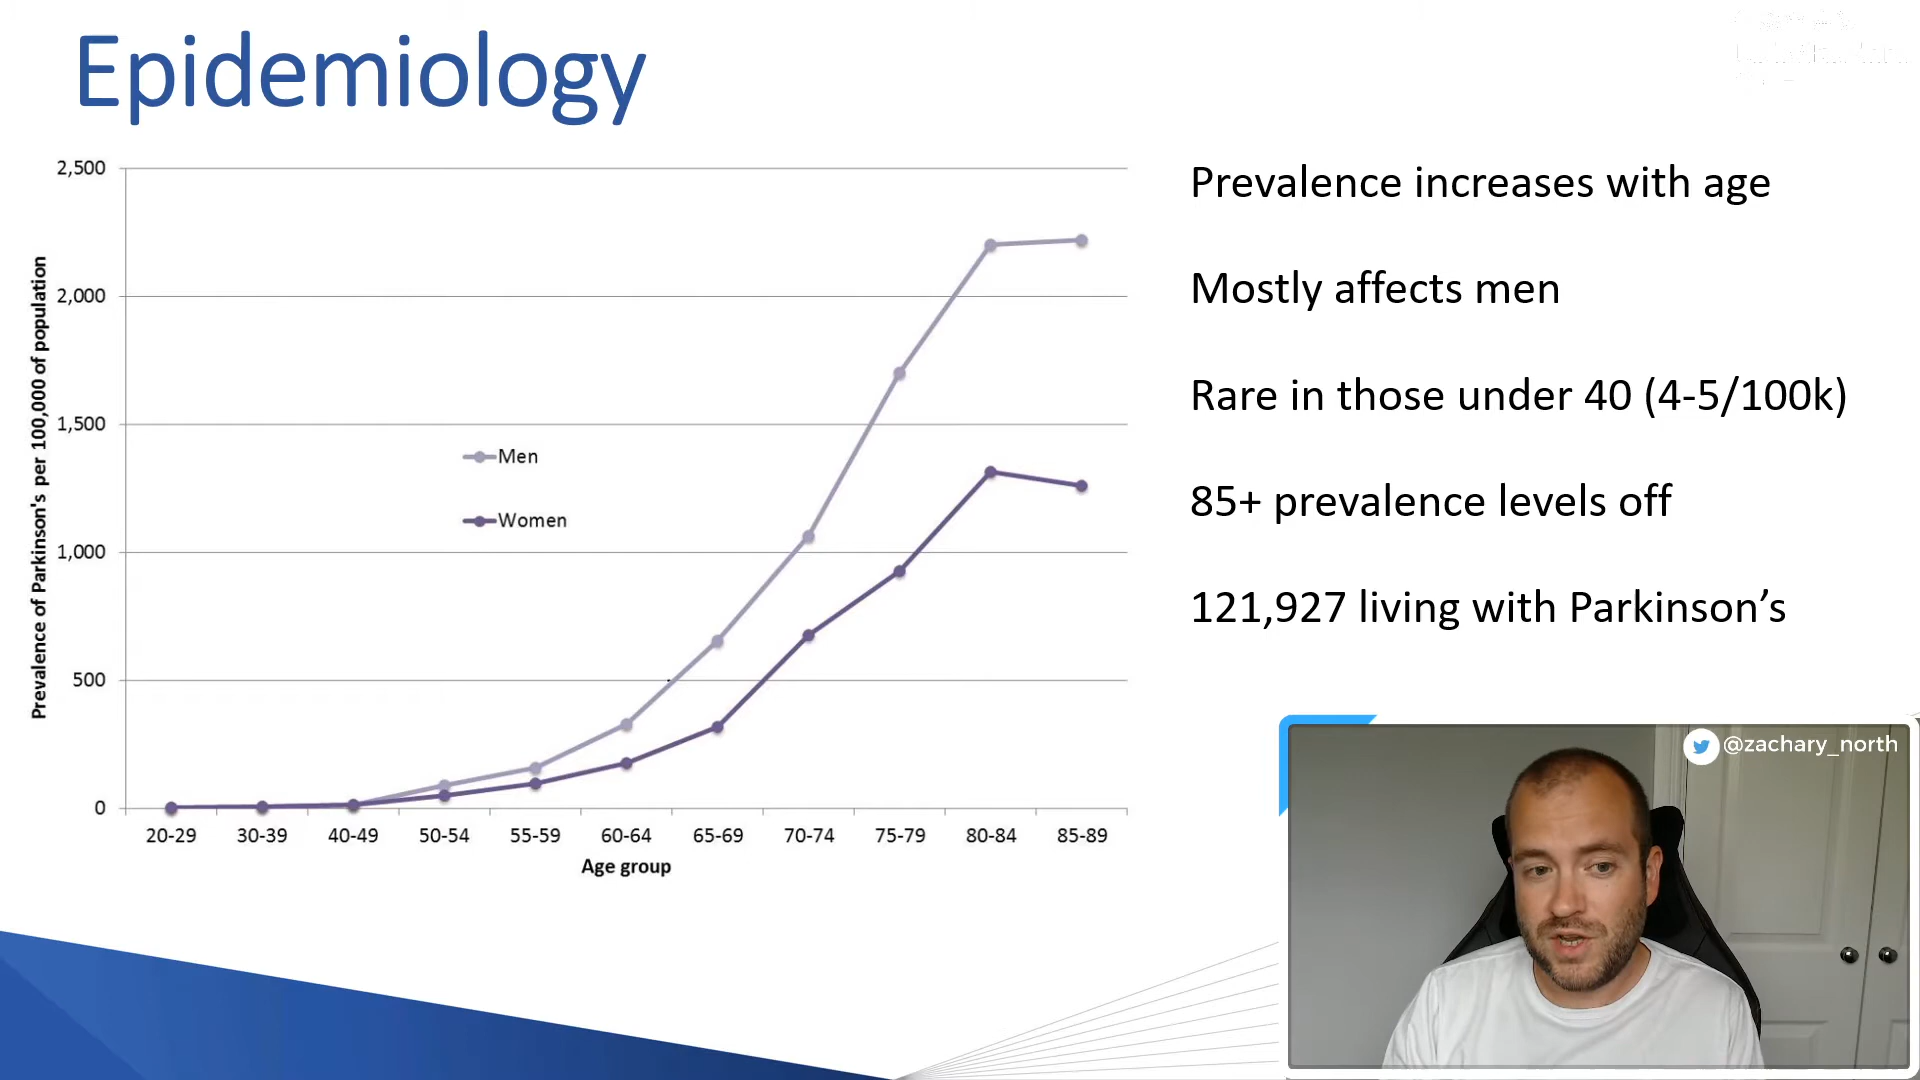 Epidemiology
Prevalence of Parkinson's per 100,000 of population
2,500
2,000
1,500
1,000
500
0
Men
Women
20-29 30-39 40-49 50-54 55-59 60-64 65-69 70-74 75-79 80-84 85-89
Age group
Prevalence increases with age
Mostly affects men
Rare in those under 40 (4-5/100k)
85+ prevalence levels off
121,927 living with Parkinson’s
@zachary_north